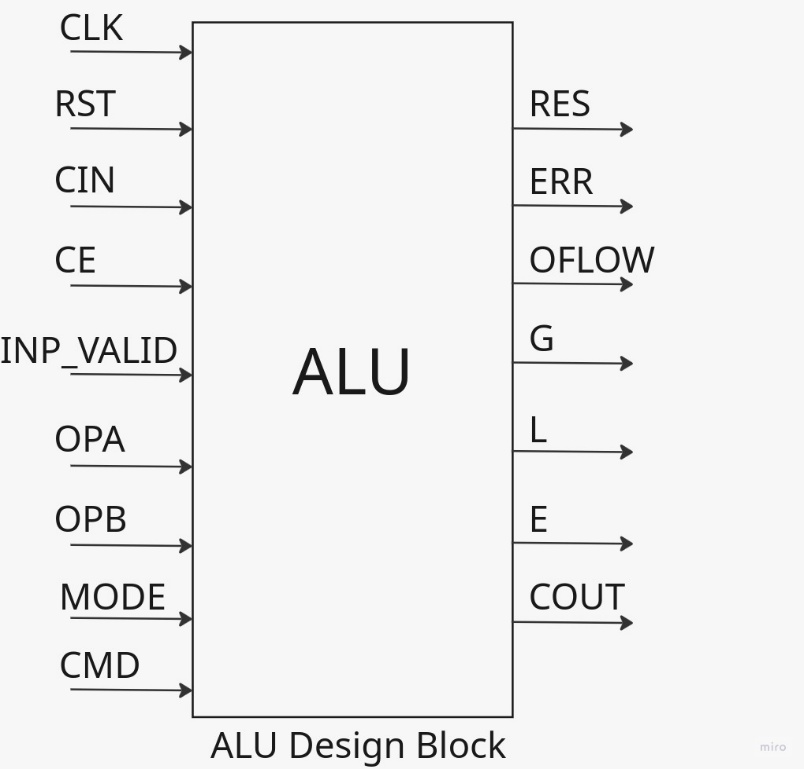 CLK
RST
CIN
CE
INP_VALID
OPA
OPB
MODE
CMD
ALU
RES
ERR
OFLOW
G
L
E
COUT
ALU Design Block
miro